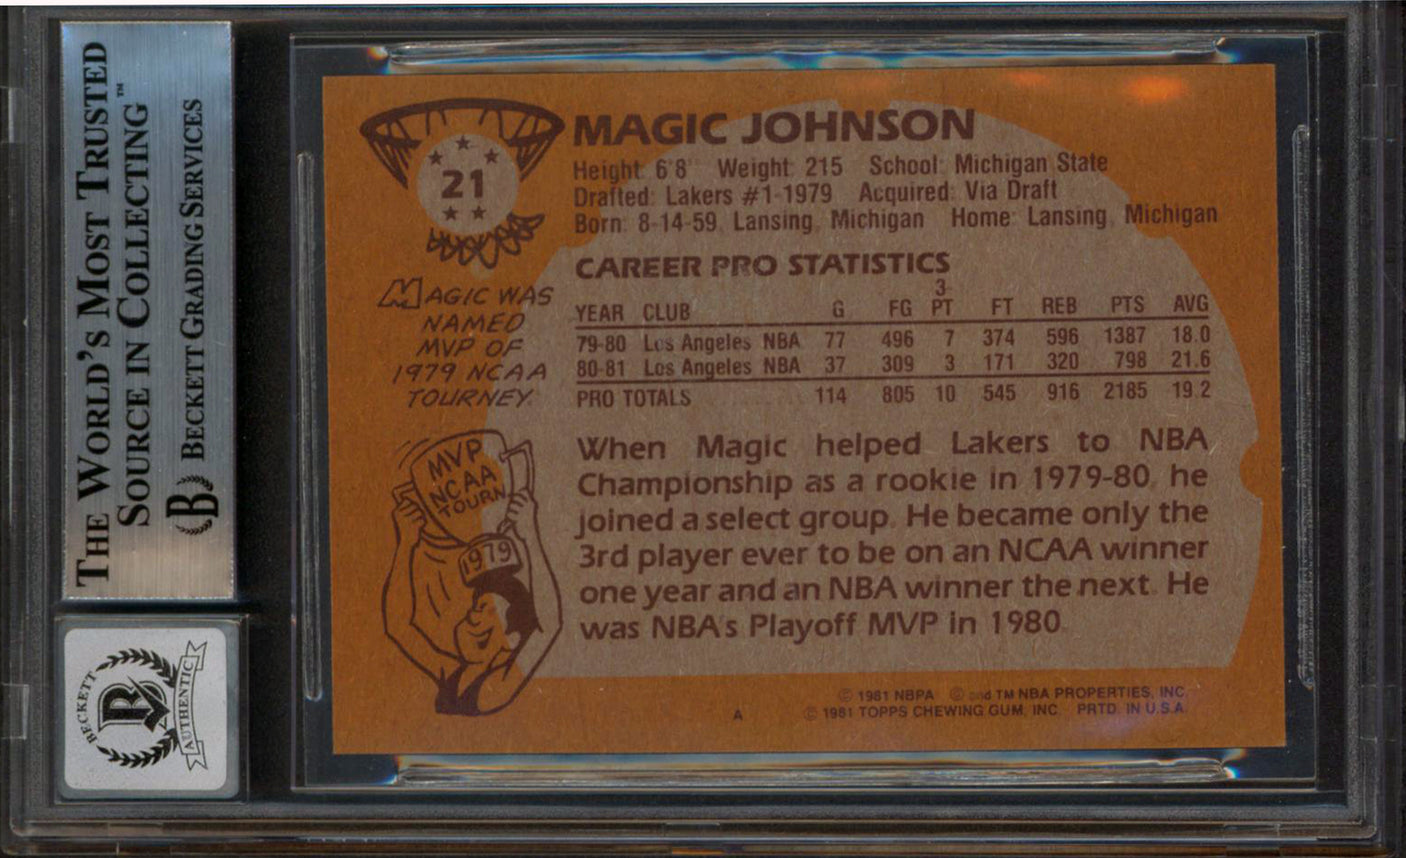 THE WORLD'S MOST TRUSTED
SOURCE IN COLLECTING™
BECKETT GRADING SERVICES
B
BECKETT
B
AUTHENTIC
21
MAGIC JOHNSON
Height: 6'8" Weight: 215 School: Michigan State
Drafted: Lakers #1-1979 Acquired: Via Draft
Born: 8-14-59, Lansing, Michigan Home: Lansing, Michigan
MAGIC WAS
NAMED
MVP OF
1979 NCAA
TOURNEY.
MVP
NCAA
TOURN
1979
CAREER PRO STATISTICS
YEAR CLUB G FG 3-PT FT REB PTS AVG
79-80 Los Angeles NBA 77 496 7 374 596 1387 18.0
80-81 Los Angeles NBA 37 309 3 171 320 798 21.6
PRO TOTALS 114 805 10 545 916 2185 19.2
When Magic helped Lakers to NBA
Championship as a rookie in 1979-80, he
joined a select group. He became only the
3rd player ever to be on an NCAA winner
one year and an NBA winner the next. He
was NBA's Playoff MVP in 1980.
© 1981 NBPA © and TM NBA PROPERTIES, INC.
A © 1981 TOPPS CHEWING GUM, INC. PRTD. IN U.S.A.